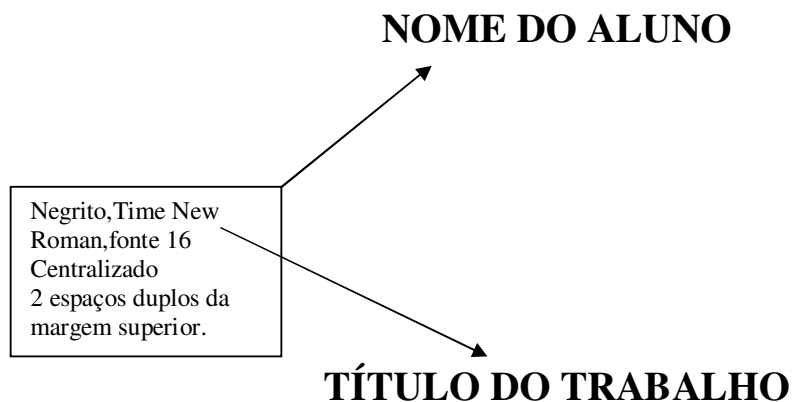 NOME DO ALUNO
Negrito,Time New
Roman,fonte 16
Centralizado
2 espaços duplos da
margem superior.
TÍTULO DO TRABALHO